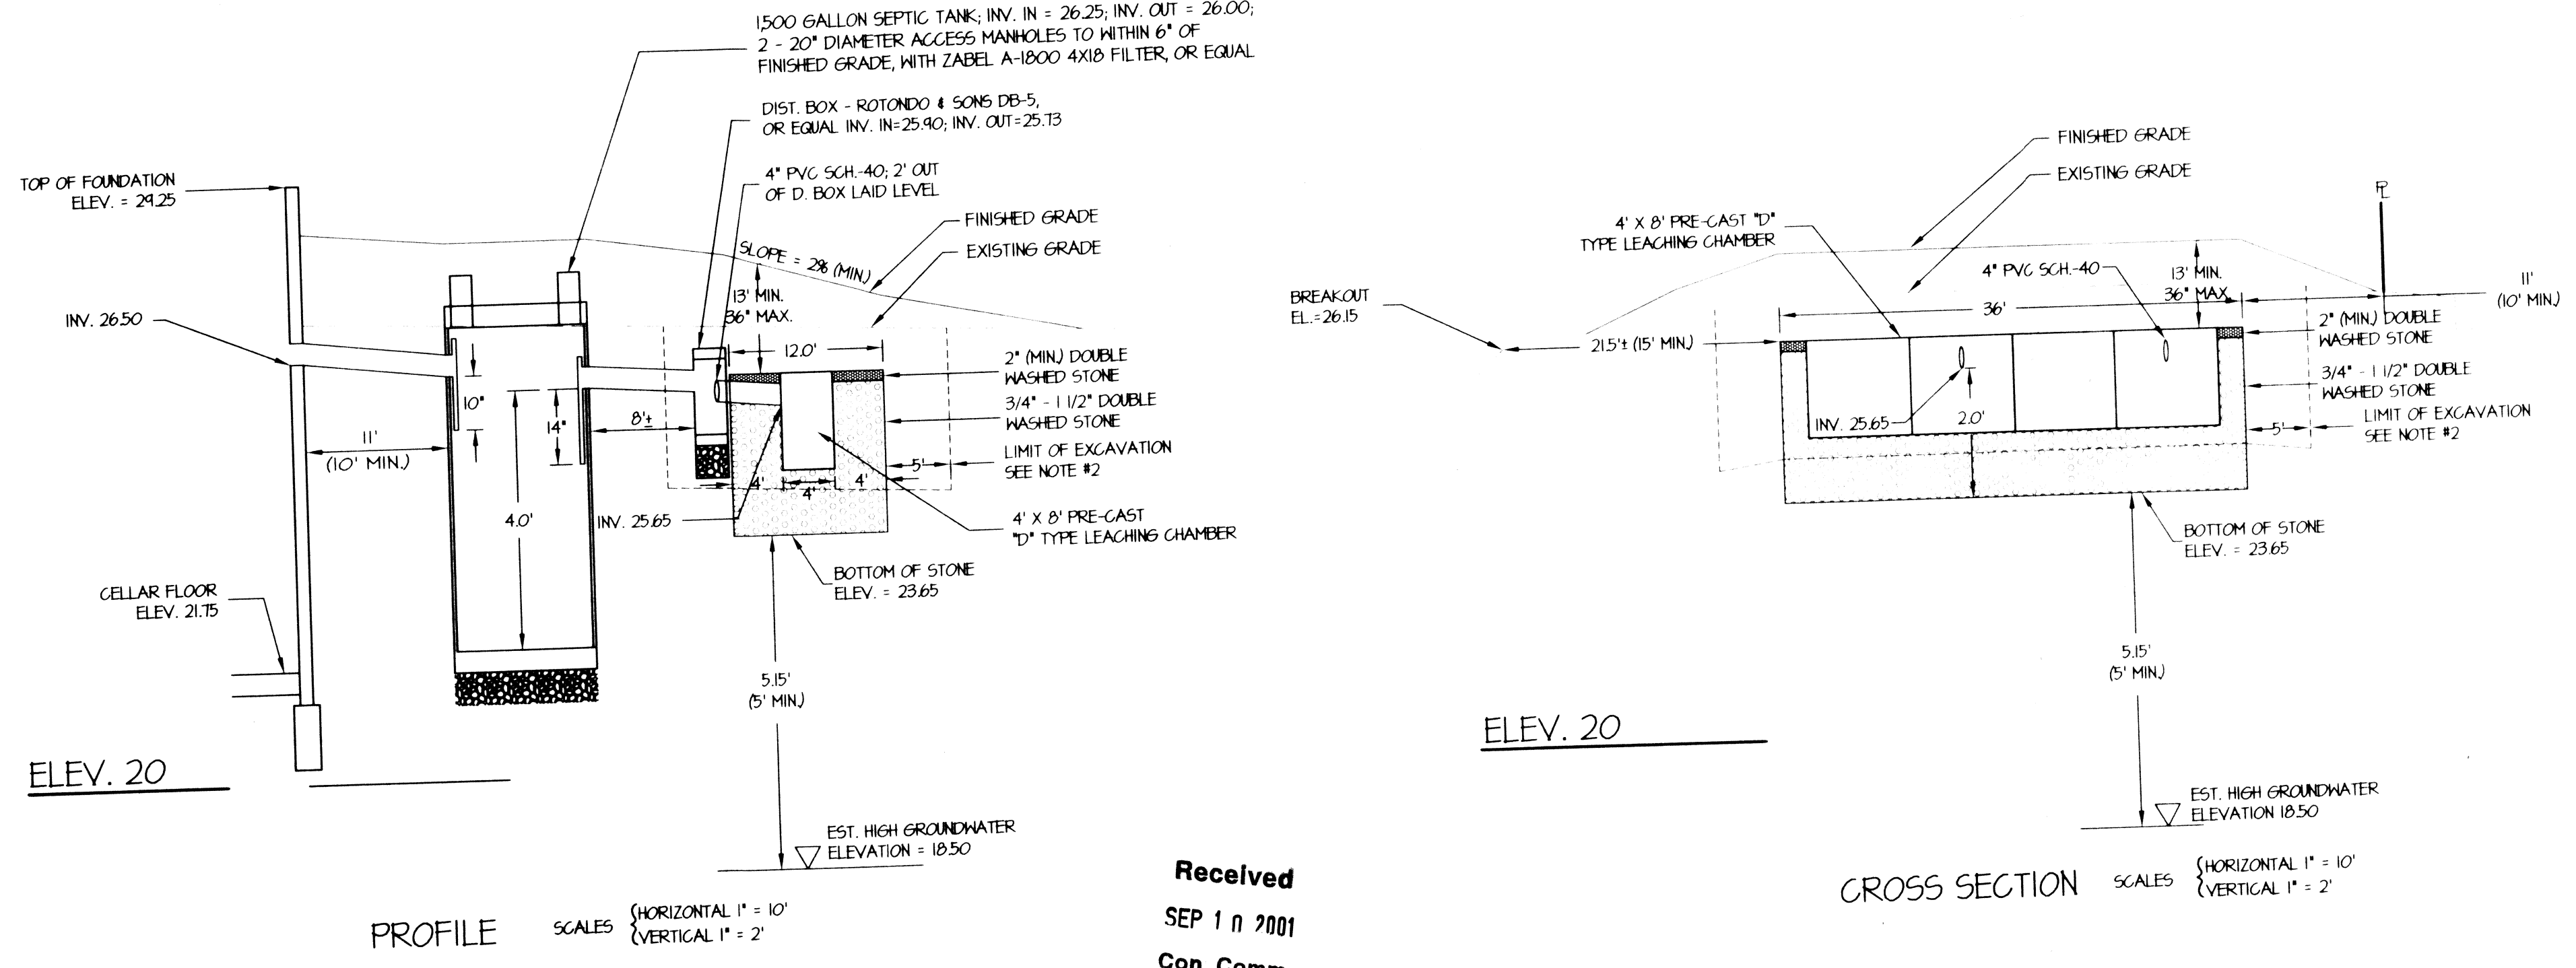 1,500 GALLON SEPTIC TANK; INV. IN = 26.25; INV. OUT = 26.00;
2 - 20" DIAMETER ACCESS MANHOLES TO WITHIN 6" OF
FINISHED GRADE, WITH ZABEL A-1800 4X18 FILTER, OR EQUAL
DIST. BOX - ROTONDO & SONS DB-5,
OR EQUAL INV. IN=25.90; INV. OUT=25.73
4" PVC SCH.-40; 2' OUT
OF D. BOX LAID LEVEL
TOP OF FOUNDATION
ELEV. = 29.25
FINISHED GRADE
EXISTING GRADE
SLOPE = 2% (MIN.)
13' MIN.
36" MAX.
INV. 26.50
12.0'
2" (MIN.) DOUBLE
WASHED STONE
3/4" - 1 1/2" DOUBLE
WASHED STONE
LIMIT OF EXCAVATION
SEE NOTE #2
10"
14"
8'±
11'
(10' MIN.)
5'
4'
4'
4'
4.0'
INV. 25.65
4' X 8' PRE-CAST
"D" TYPE LEACHING CHAMBER
BOTTOM OF STONE
ELEV. = 23.65
CELLAR FLOOR
ELEV. 21.75
5.15'
(5' MIN.)
ELEV. 20
EST. HIGH GROUNDWATER
ELEVATION = 18.50
PROFILE
SCALES
HORIZONTAL 1" = 10'
VERTICAL 1" = 2'
Received
SEP 10 2001
Con. Comm.
FINISHED GRADE
EXISTING GRADE
PL
4' X 8' PRE-CAST "D"
TYPE LEACHING CHAMBER
4" PVC SCH.-40
13' MIN.
36" MAX.
11'
(10' MIN.)
BREAKOUT
EL.=26.15
36'
21.5'± (15' MIN.)
2" (MIN.) DOUBLE
WASHED STONE
3/4" - 1 1/2" DOUBLE
WASHED STONE
LIMIT OF EXCAVATION
SEE NOTE #2
INV. 25.65
2.0'
5'
BOTTOM OF STONE
ELEV. = 23.65
5.15'
(5' MIN.)
ELEV. 20
EST. HIGH GROUNDWATER
ELEVATION 18.50
CROSS SECTION
SCALES
HORIZONTAL 1" = 10'
VERTICAL 1" = 2'